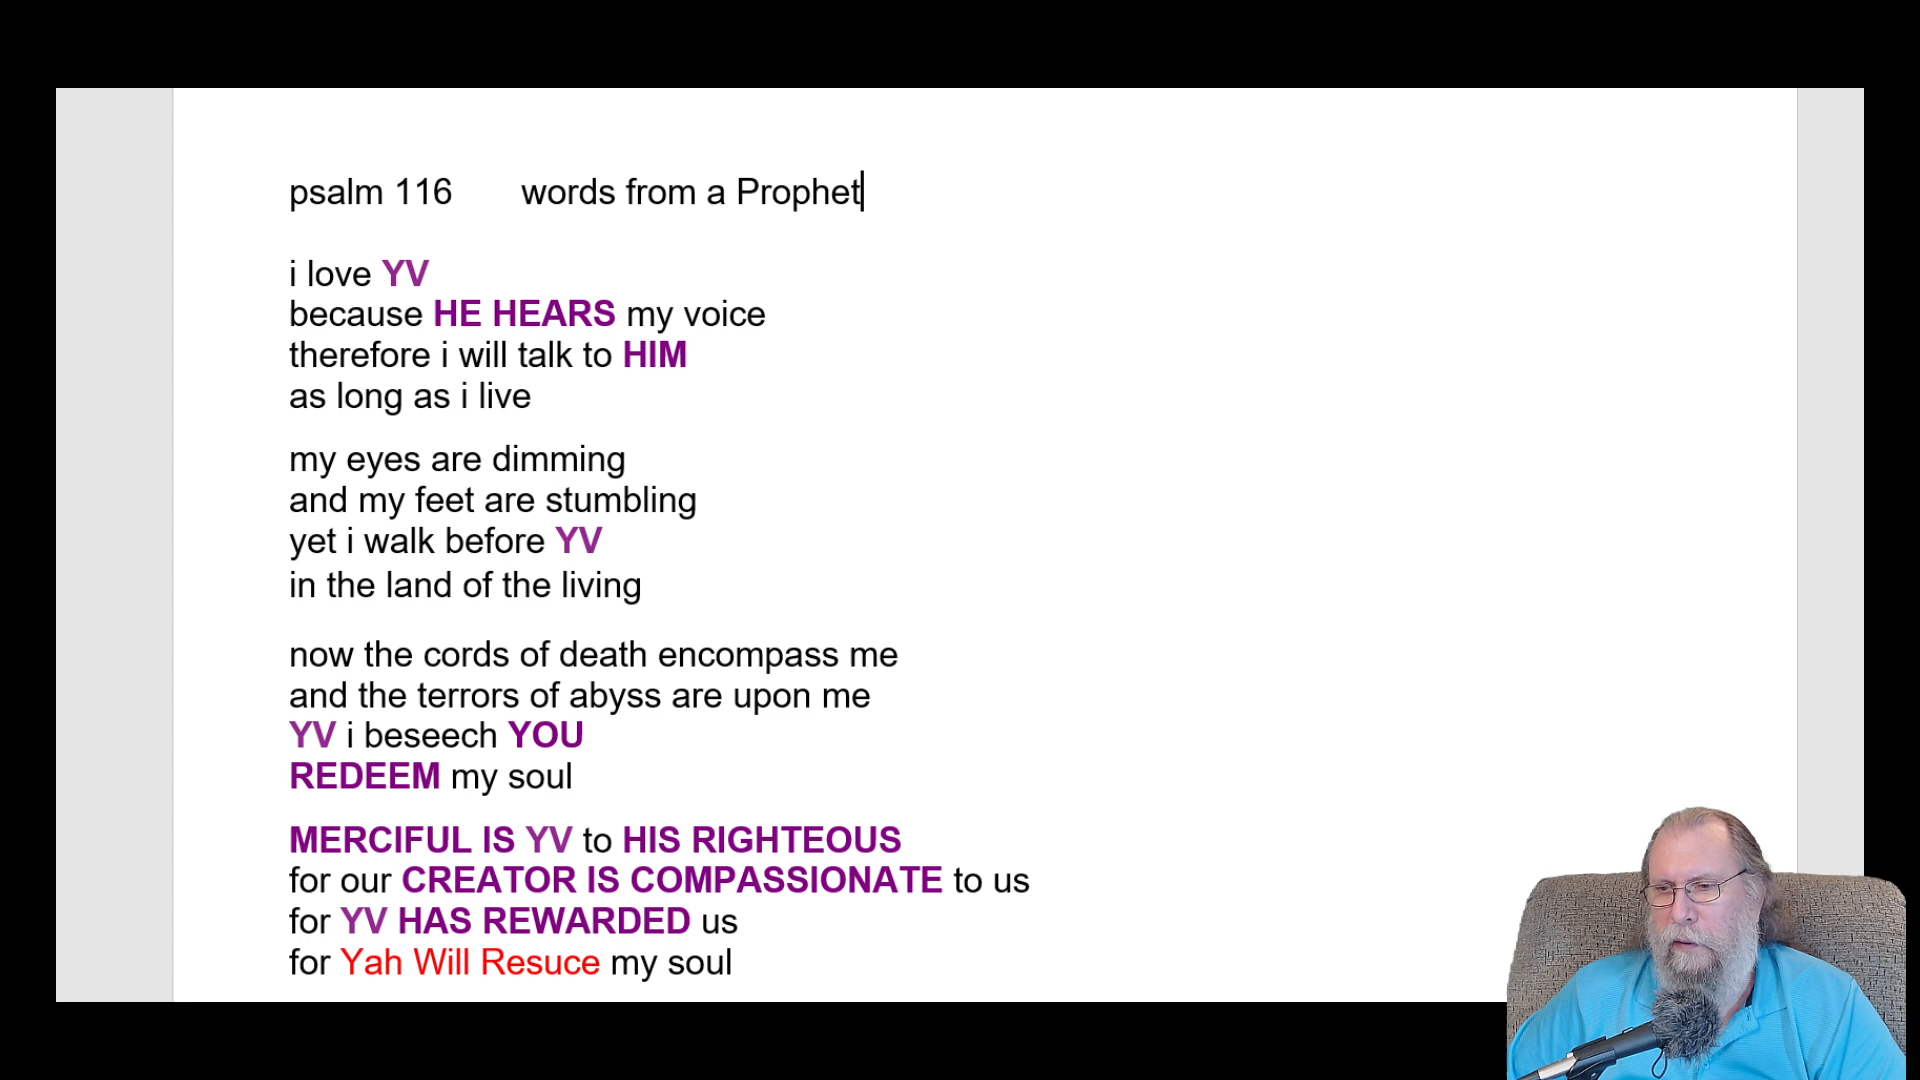 psalm 116 words from a Prophet
i love YV
because HE HEARS my voice
therefore i will talk to HIM
as long as i live
my eyes are dimming
and my feet are stumbling
yet i walk before YV
in the land of the living
now the cords of death encompass me
and the terrors of abyss are upon me
YV i beseech YOU
REDEEM my soul
MERCIFUL IS YV to HIS RIGHTEOUS
for our CREATOR IS COMPASSIONATE to us
for YV HAS REWARDED us
for Yah Will Resuce my soul